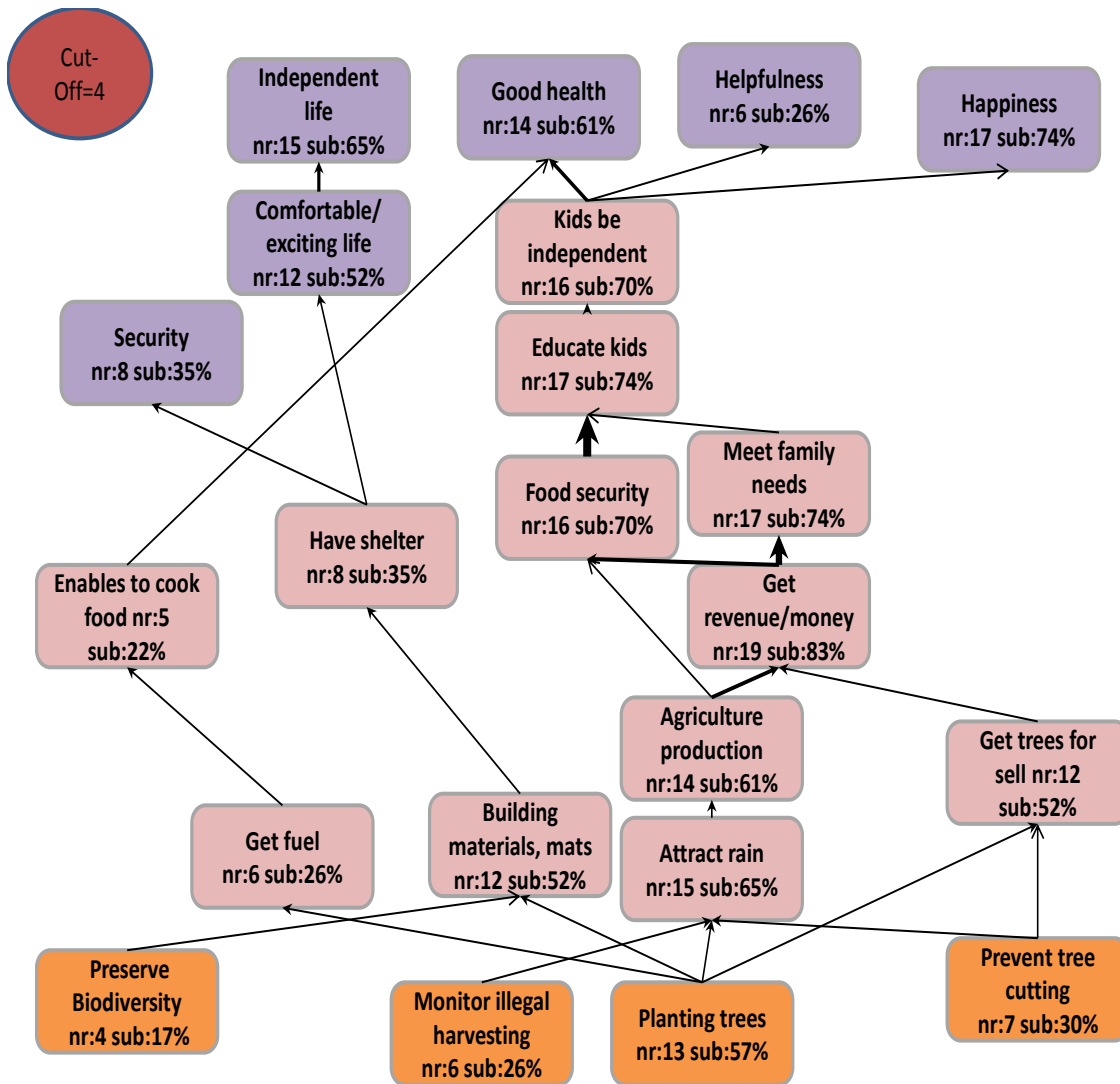 Cut-
Off=4
Independent
life
nr:15 sub:65%
Good health
nr:14 sub:61%
Helpfulness
nr:6 sub:26%
Happiness
nr:17 sub:74%
Comfortable/
exciting life
nr:12 sub:52%
Kids be
independent
nr:16 sub:70%
Security
nr:8 sub:35%
Educate kids
nr:17 sub:74%
Meet family
needs
nr:17 sub:74%
Food security
nr:16 sub:70%
Have shelter
nr:8 sub:35%
Enables to cook
food nr:5
sub:22%
Get
revenue/money
nr:19 sub:83%
Agriculture
production
nr:14 sub:61%
Get trees for
sell nr:12
sub:52%
Get fuel
nr:6 sub:26%
Building
materials, mats
nr:12 sub:52%
Attract rain
nr:15 sub:65%
Preserve
Biodiversity
nr:4 sub:17%
Monitor illegal
harvesting
nr:6 sub:26%
Planting trees
nr:13 sub:57%
Prevent tree
cutting
nr:7 sub:30%